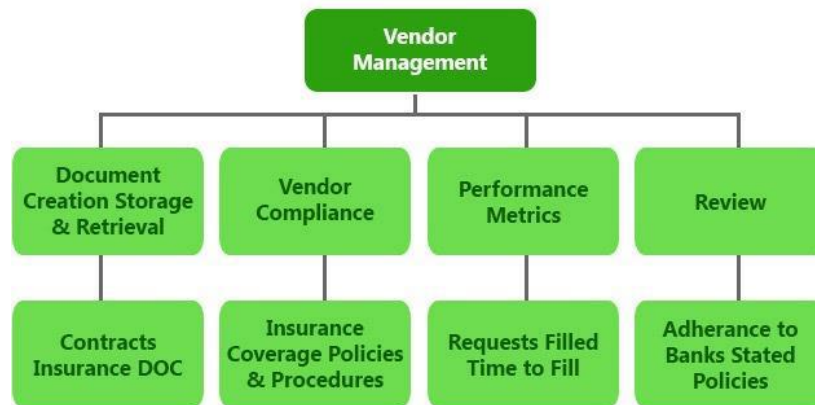 Vendor
Management
Document
Creation Storage
& Retrieval
Vendor
Compliance
Performance
Metrics
Review
Contracts
Insurance DOC
Insurance
Coverage Policies
& Procedures
Requests Filled
Time to Fill
Adherance to
Banks Stated
Policies